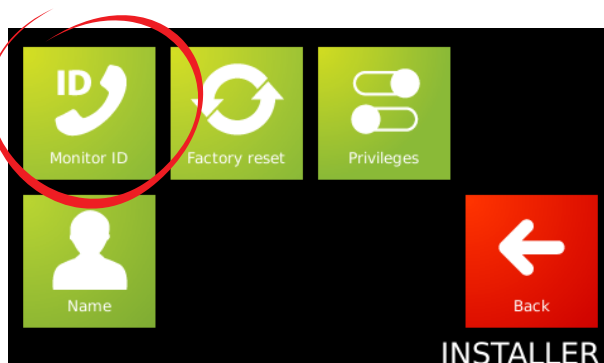 ID
Monitor ID
Factory reset
Privileges
Name
Back
INSTALLER